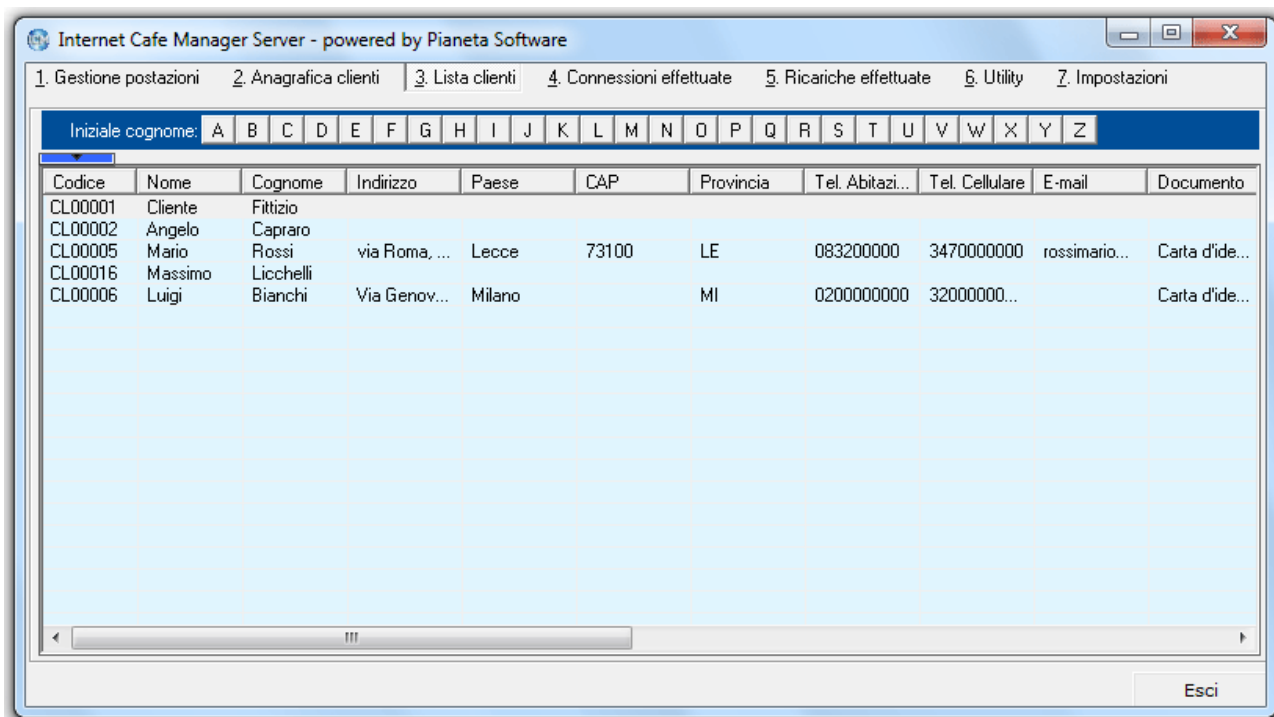 Internet Cafe Manager Server - powered by Pianeta Software
1. Gestione postazioni 2. Anagrafica clienti 3. Lista clienti 4. Connessioni effettuate 5. Ricariche effettuate 6. Utility 7. Impostazioni
Iniziale cognome: A B C D E F G H I J K L M N O P Q R S T U V W X Y Z
Codice Nome Cognome Indirizzo Paese CAP Provincia Tel. Abitazi... Tel. Cellulare E-mail Documento
CL00001 Cliente Fittizio
CL00002 Angelo Capraro
CL00005 Mario Rossi via Roma, ... Lecce 73100 LE 083200000 3470000000 rossimario... Carta d'ide...
CL00016 Massimo Licchelli
CL00006 Luigi Bianchi Via Genov... Milano MI 0200000000 32000000... Carta d'ide...
Esci